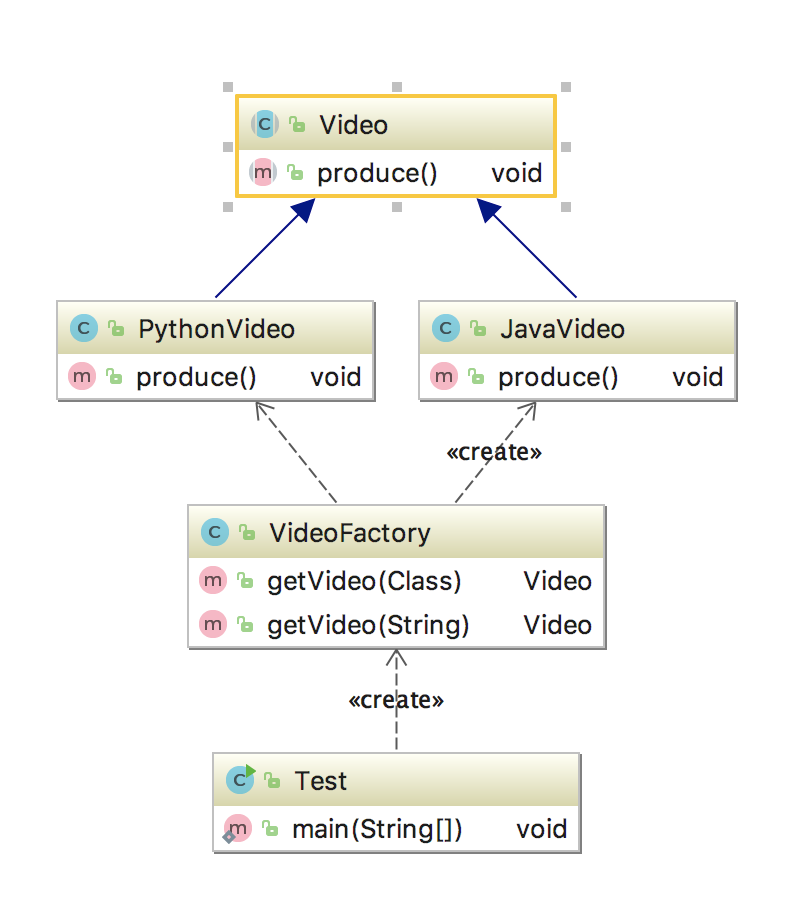 C Video
m produce() void
C PythonVideo
m produce() void
C JavaVideo
m produce() void
«create»
C VideoFactory
m getVideo(Class) Video
m getVideo(String) Video
«create»
C Test
m main(String[]) void